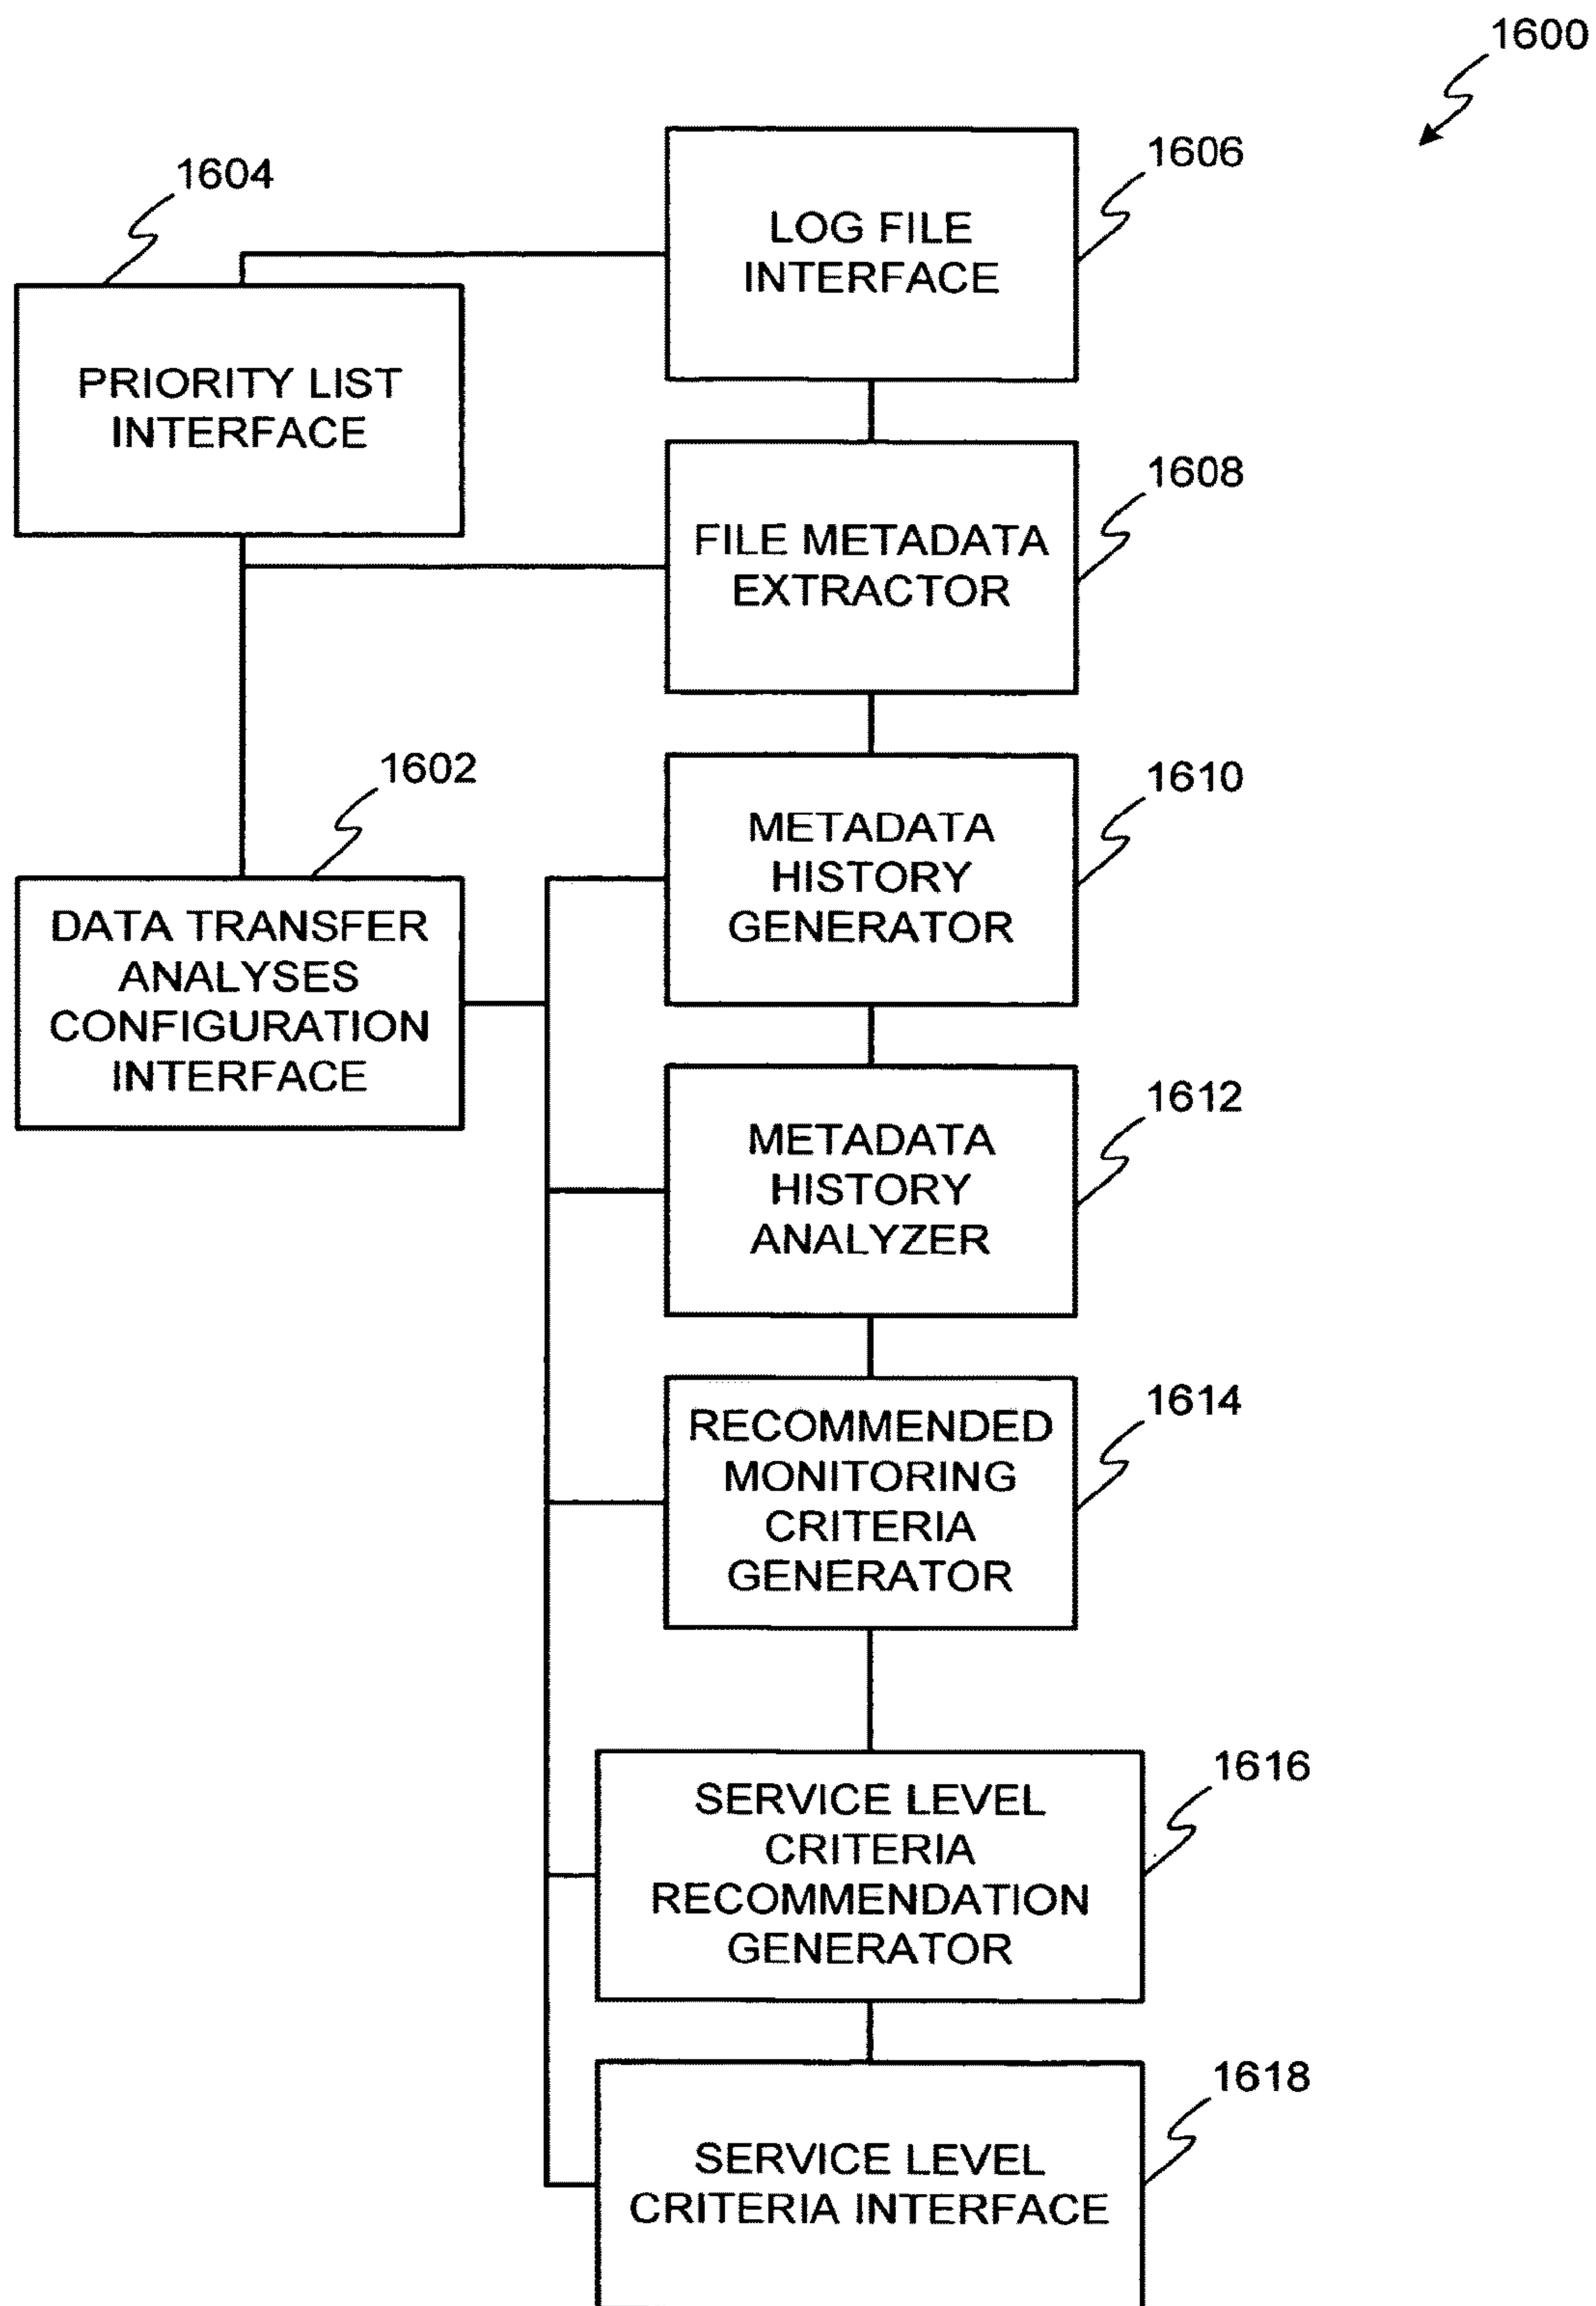 1600
1604
1606
LOG FILE
INTERFACE
PRIORITY LIST
INTERFACE
1608
FILE METADATA
EXTRACTOR
1602
1610
METADATA
HISTORY
GENERATOR
DATA TRANSFER
ANALYSES
CONFIGURATION
INTERFACE
1612
METADATA
HISTORY
ANALYZER
1614
RECOMMENDED
MONITORING
CRITERIA
GENERATOR
1616
SERVICE LEVEL
CRITERIA
RECOMMENDATION
GENERATOR
1618
SERVICE LEVEL
CRITERIA INTERFACE